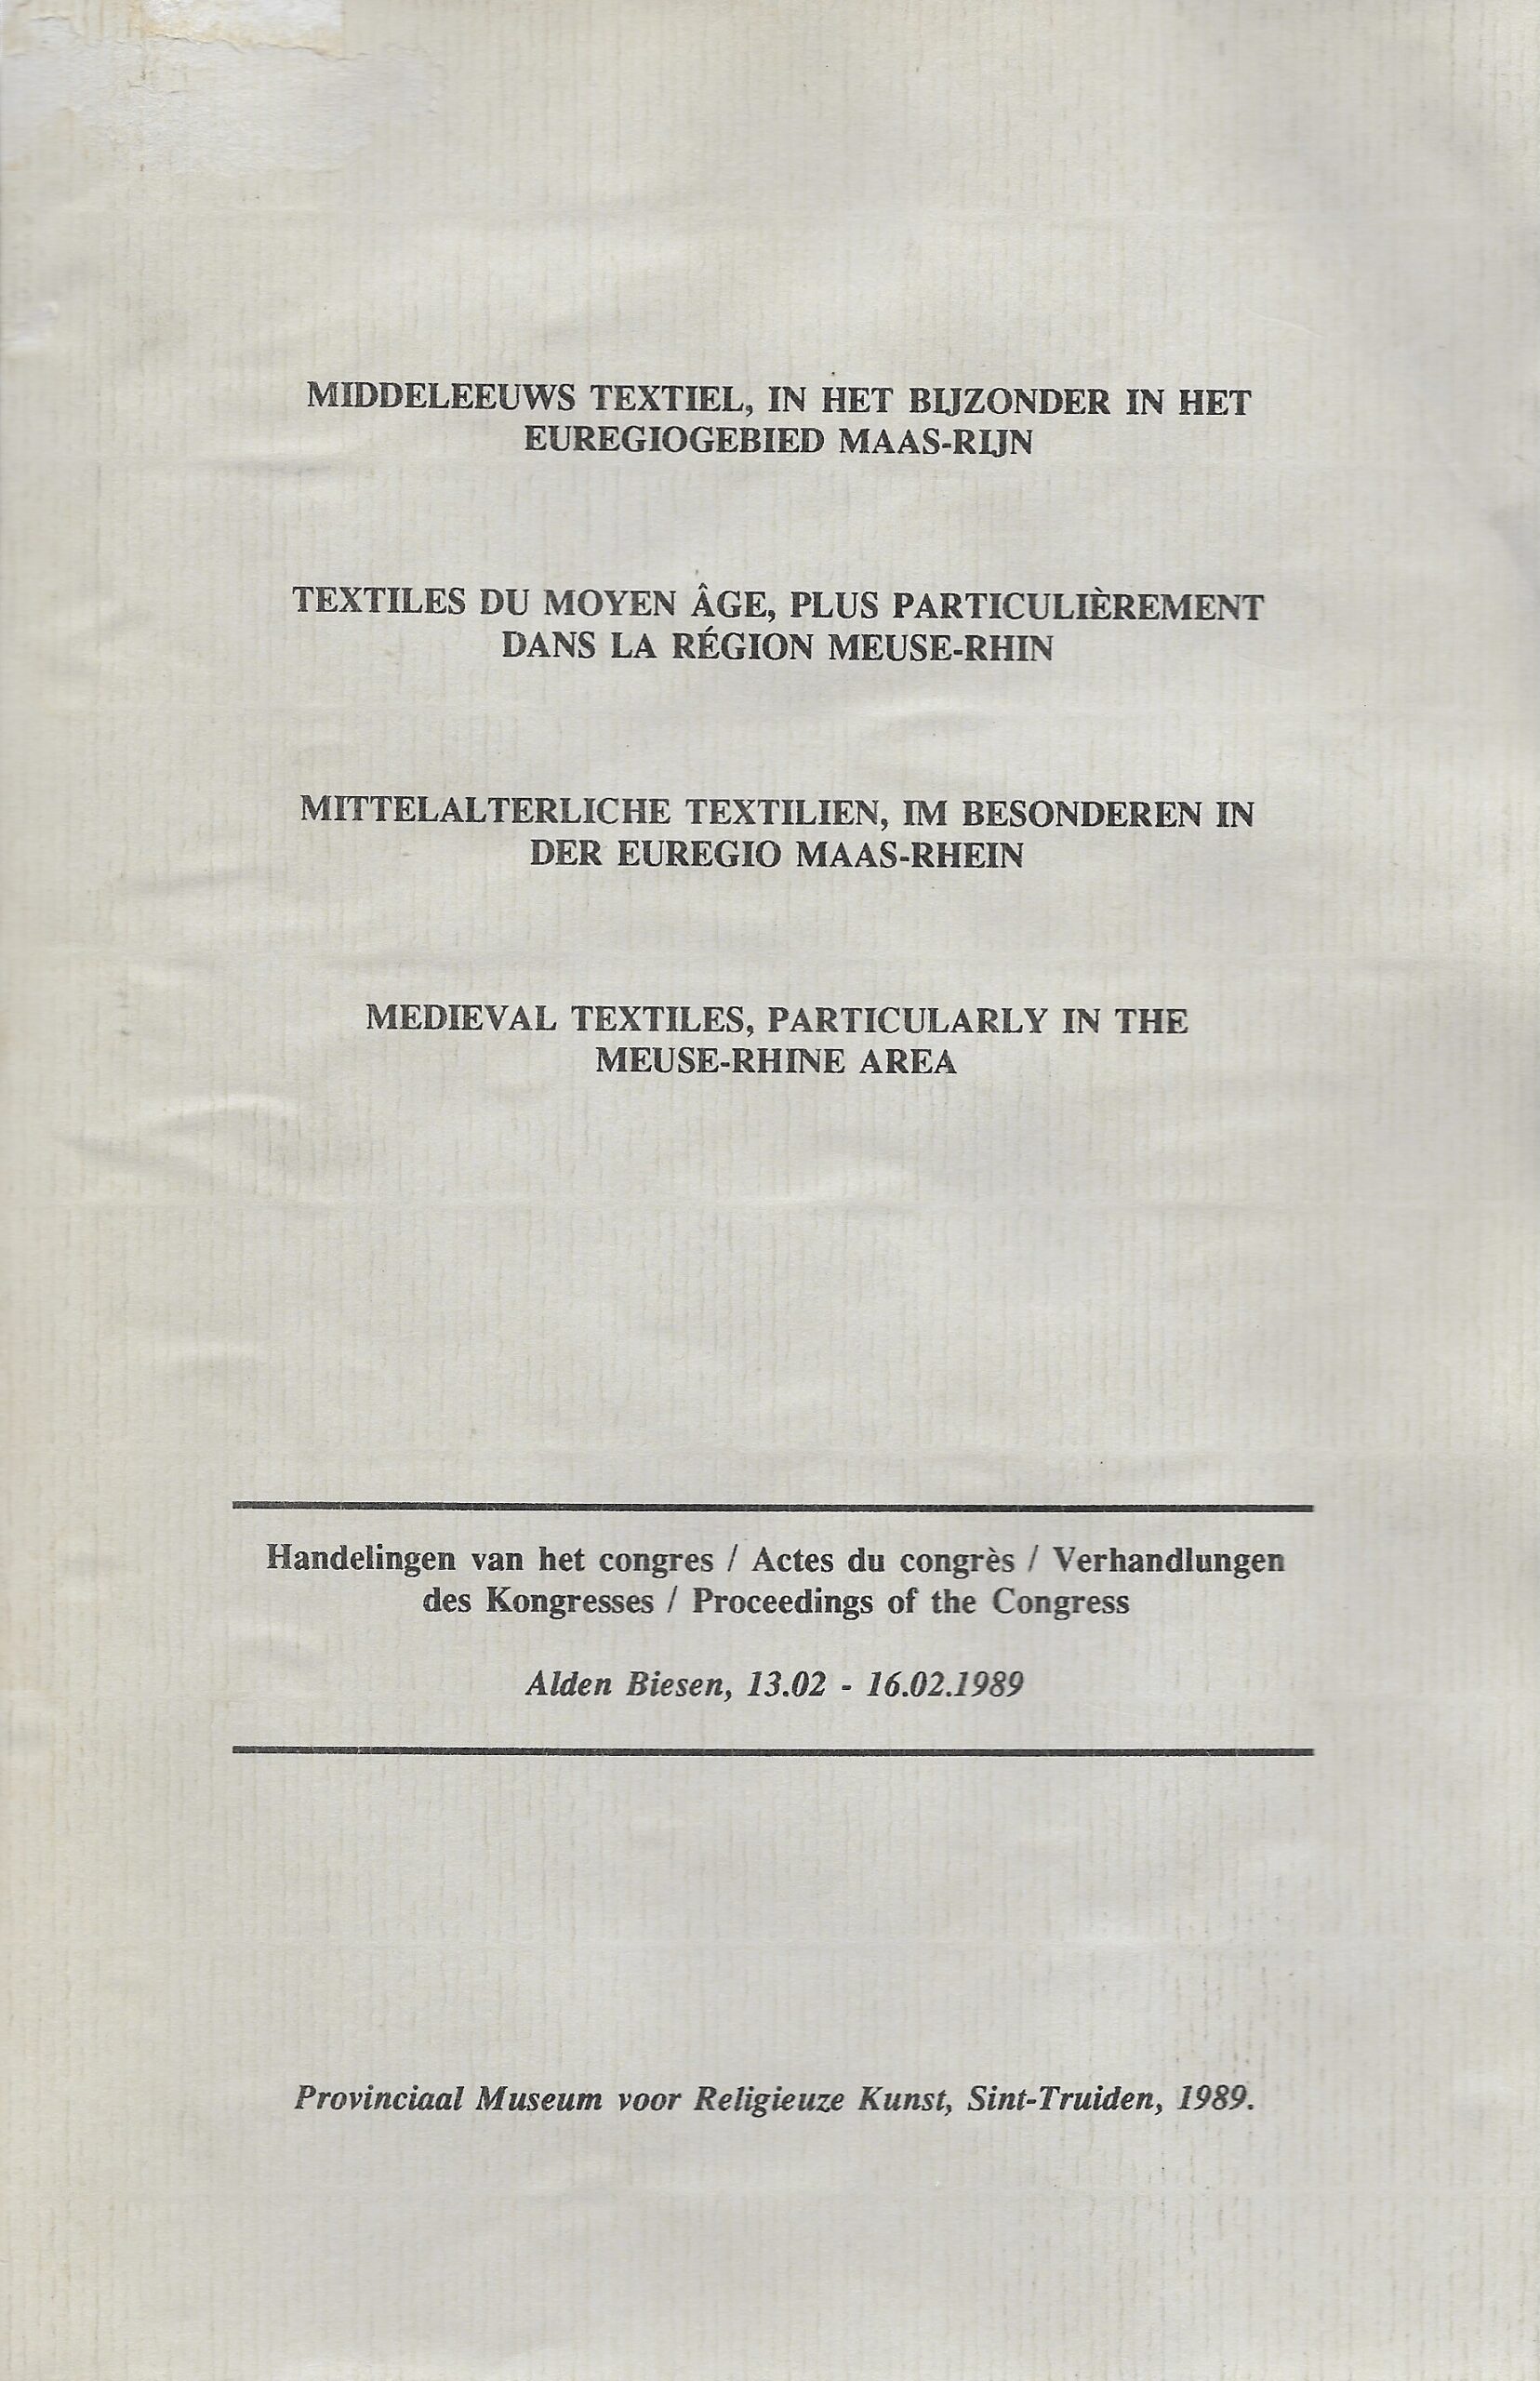 MIDDELEEUWS TEXTIEL, IN HET BIJZONDER IN HET
EUREGIOGEBIED MAAS-RIJN
TEXTILES DU MOYEN ÂGE, PLUS PARTICULIÈREMENT
DANS LA RÉGION MEUSE-RHIN
MITTELALTERLICHE TEXTILIEN, IM BESONDEREN IN
DER EUREGIO MAAS-RHEIN
MEDIEVAL TEXTILES, PARTICULARLY IN THE
MEUSE-RHINE AREA
Handelingen van het congres / Actes du congrès / Verhandlungen
des Kongresses / Proceedings of the Congress
Alden Biesen, 13.02 - 16.02.1989
Provinciaal Museum voor Religieuze Kunst, Sint-Truiden, 1989.